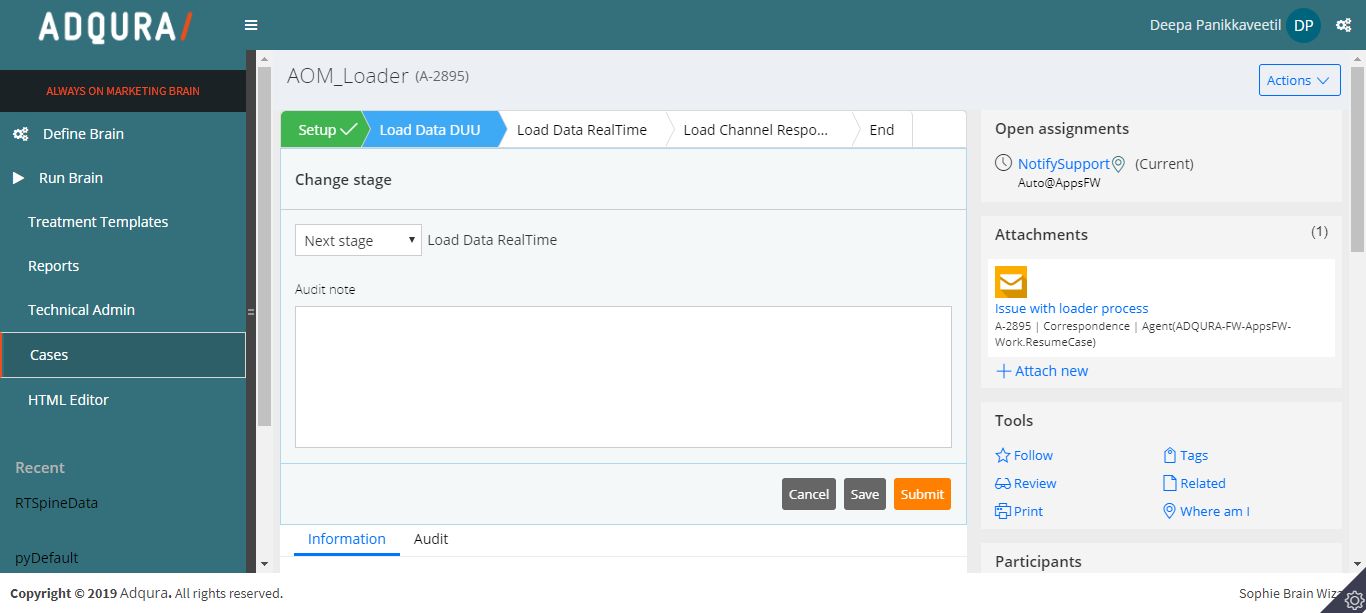 ADQURA/
Deepa Panikkaveetil DP
ALWAYS ON MARKETING BRAIN
Define Brain
Run Brain
Treatment Templates
Reports
Technical Admin
Cases
HTML Editor
Recent
RTSpineData
pyDefault
AOM_Loader (A-2895)
Actions
Setup
Load Data DUU
Load Data RealTime
Load Channel Respo...
End
Change stage
Next stage
Load Data RealTime
Audit note
Cancel
Save
Submit
Information
Audit
Open assignments
NotifySupport (Current)
Auto@AppsFW
Attachments (1)
Issue with loader process
A-2895 | Correspondence | Agent(ADQURA-FW-AppsFW-
Work.ResumeCase)
Attach new
Tools
Follow
Tags
Review
Related
Print
Where am I
Participants
Copyright © 2019 Adqura. All rights reserved.
Sophie Brain Wiza